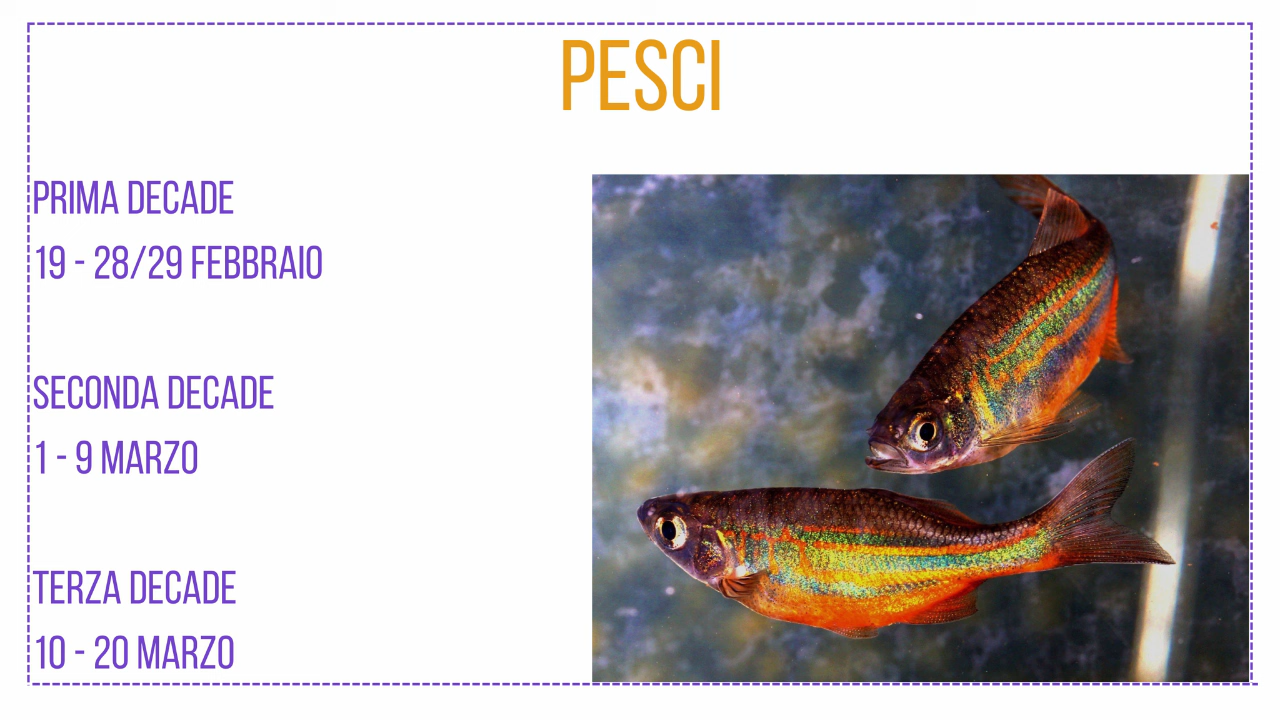 PESCI
PRIMA DECADE
19 - 28/29 FEBBRAIO
SECONDA DECADE
1 - 9 MARZO
TERZA DECADE
10 - 20 MARZO